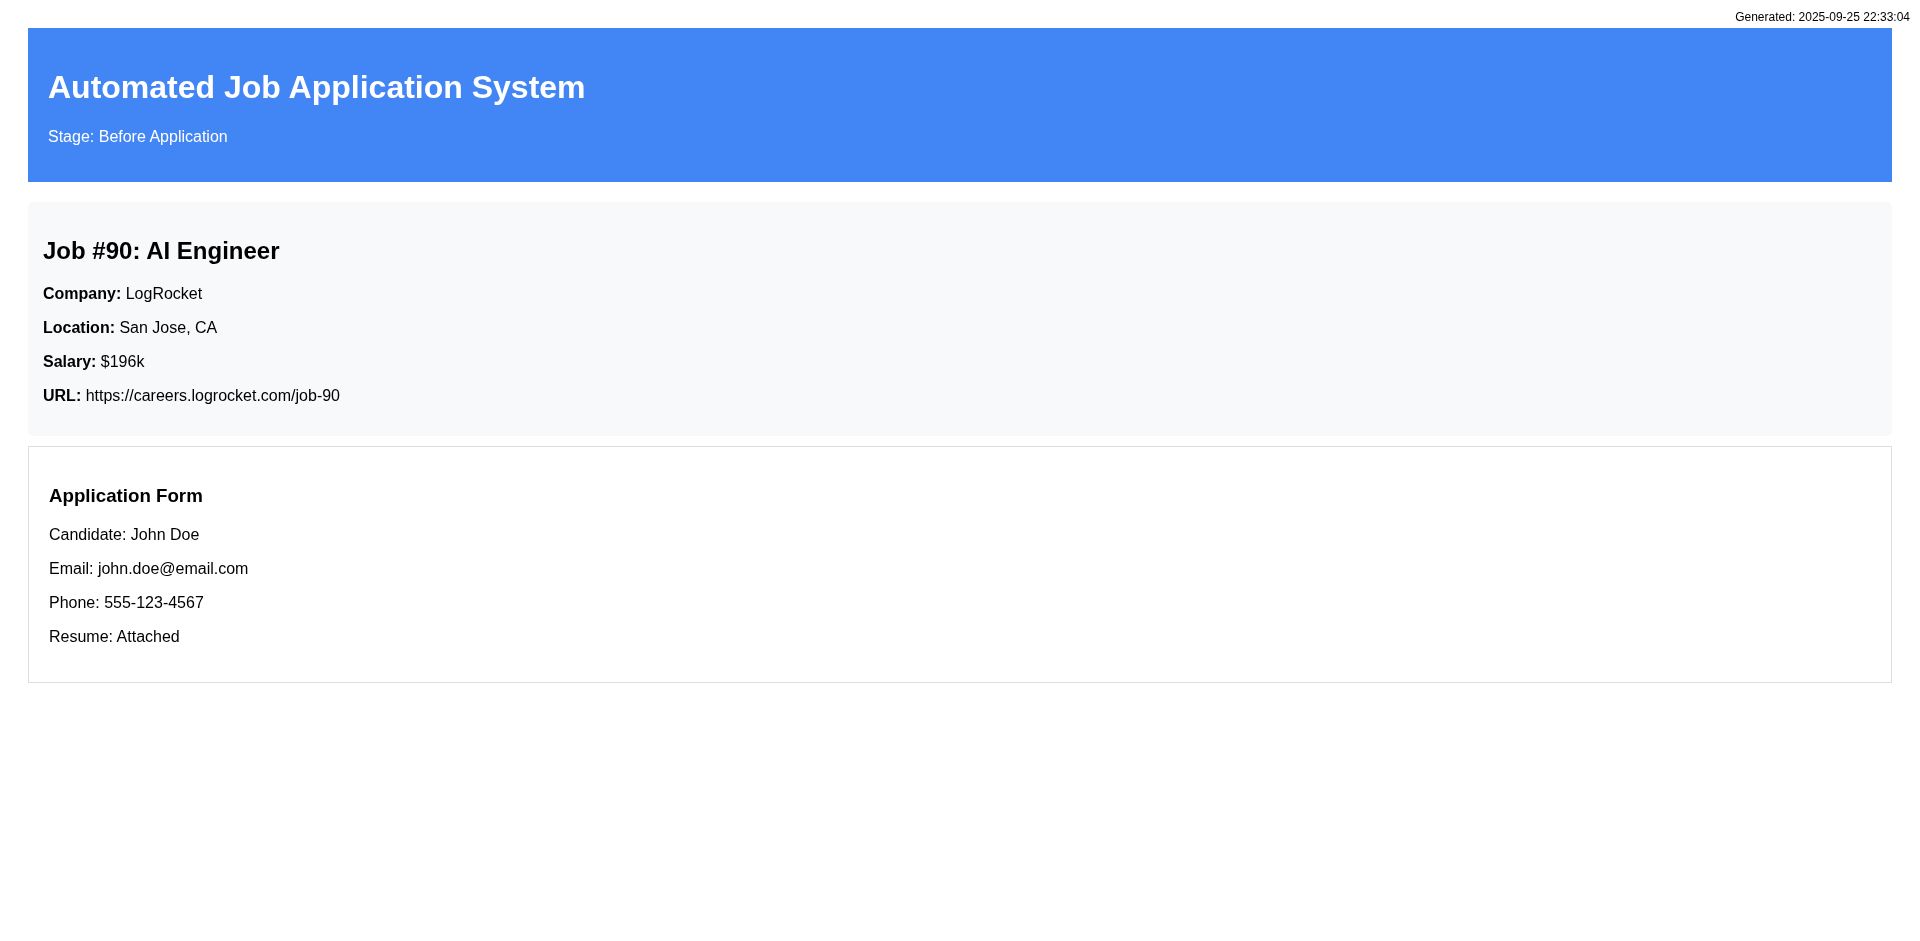 Generated: 2025-09-25 22:33:04
Automated Job Application System
Stage: Before Application
Job #90: AI Engineer
Company: LogRocket
Location: San Jose, CA
Salary: $196k
URL: https://careers.logrocket.com/job-90
Application Form
Candidate: John Doe
Email: john.doe@email.com
Phone: 555-123-4567
Resume: Attached